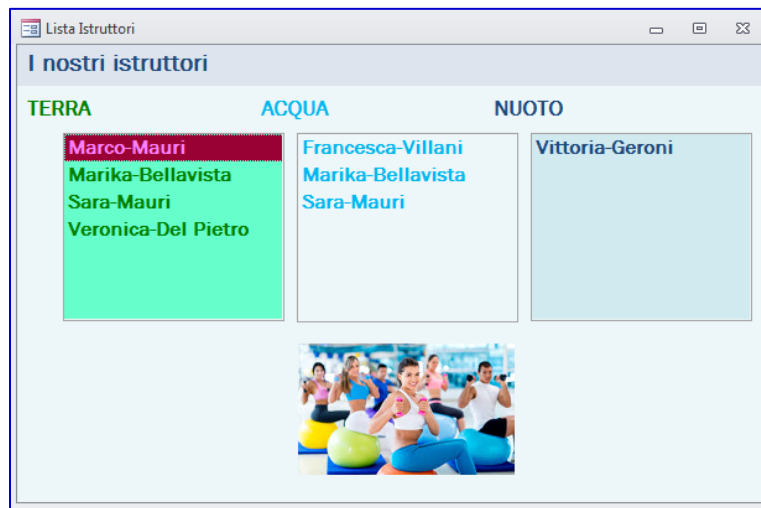 Lista Istruttori
I nostri istruttori
TERRA
ACQUA
NUOTO
Marco-Mauri
Marika-Bellavista
Sara-Mauri
Veronica-Del Pietro
Francesca-Villani
Marika-Bellavista
Sara-Mauri
Vittoria-Geroni